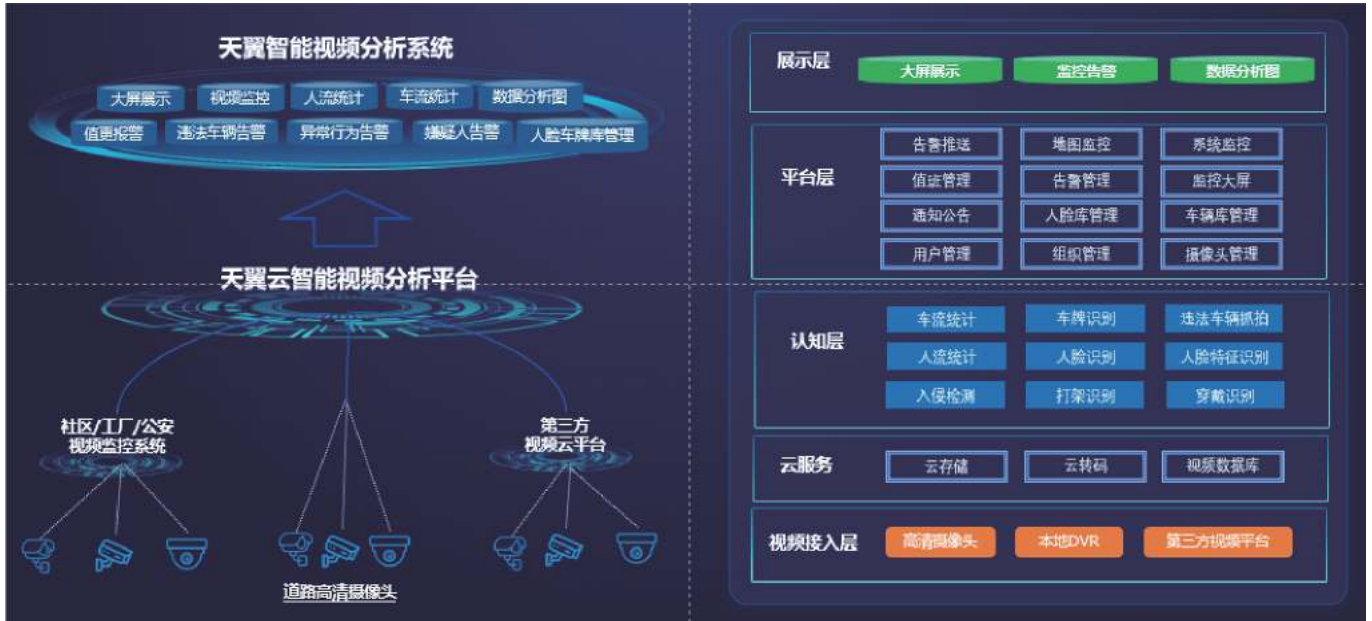 天翼智能视频分析系统
大屏展示 视频监控 人流统计 车流统计 数据分析图
值更报警 违法车辆告警 异常行为告警 嫌疑人告警 人脸车牌库管理
天翼云智能视频分析平台
社区/工厂/公安
视频监控系统
第三方
视频云平台
道路高清摄像头
展示层
大屏展示 监控告警 数据分析图
平台层
告警推送 地图监控 系统监控
值班管理 告警管理 监控大屏
通知公告 人脸库管理 车辆库管理
用户管理 组织管理 摄像头管理
认知层
车流统计 车牌识别 违法车辆抓拍
人流统计 人脸识别 人脸特征识别
入侵检测 打架识别 穿戴识别
云服务
云存储 云转码 视频数据库
视频接入层
高清摄像头 本地DVR 第三方视频平台